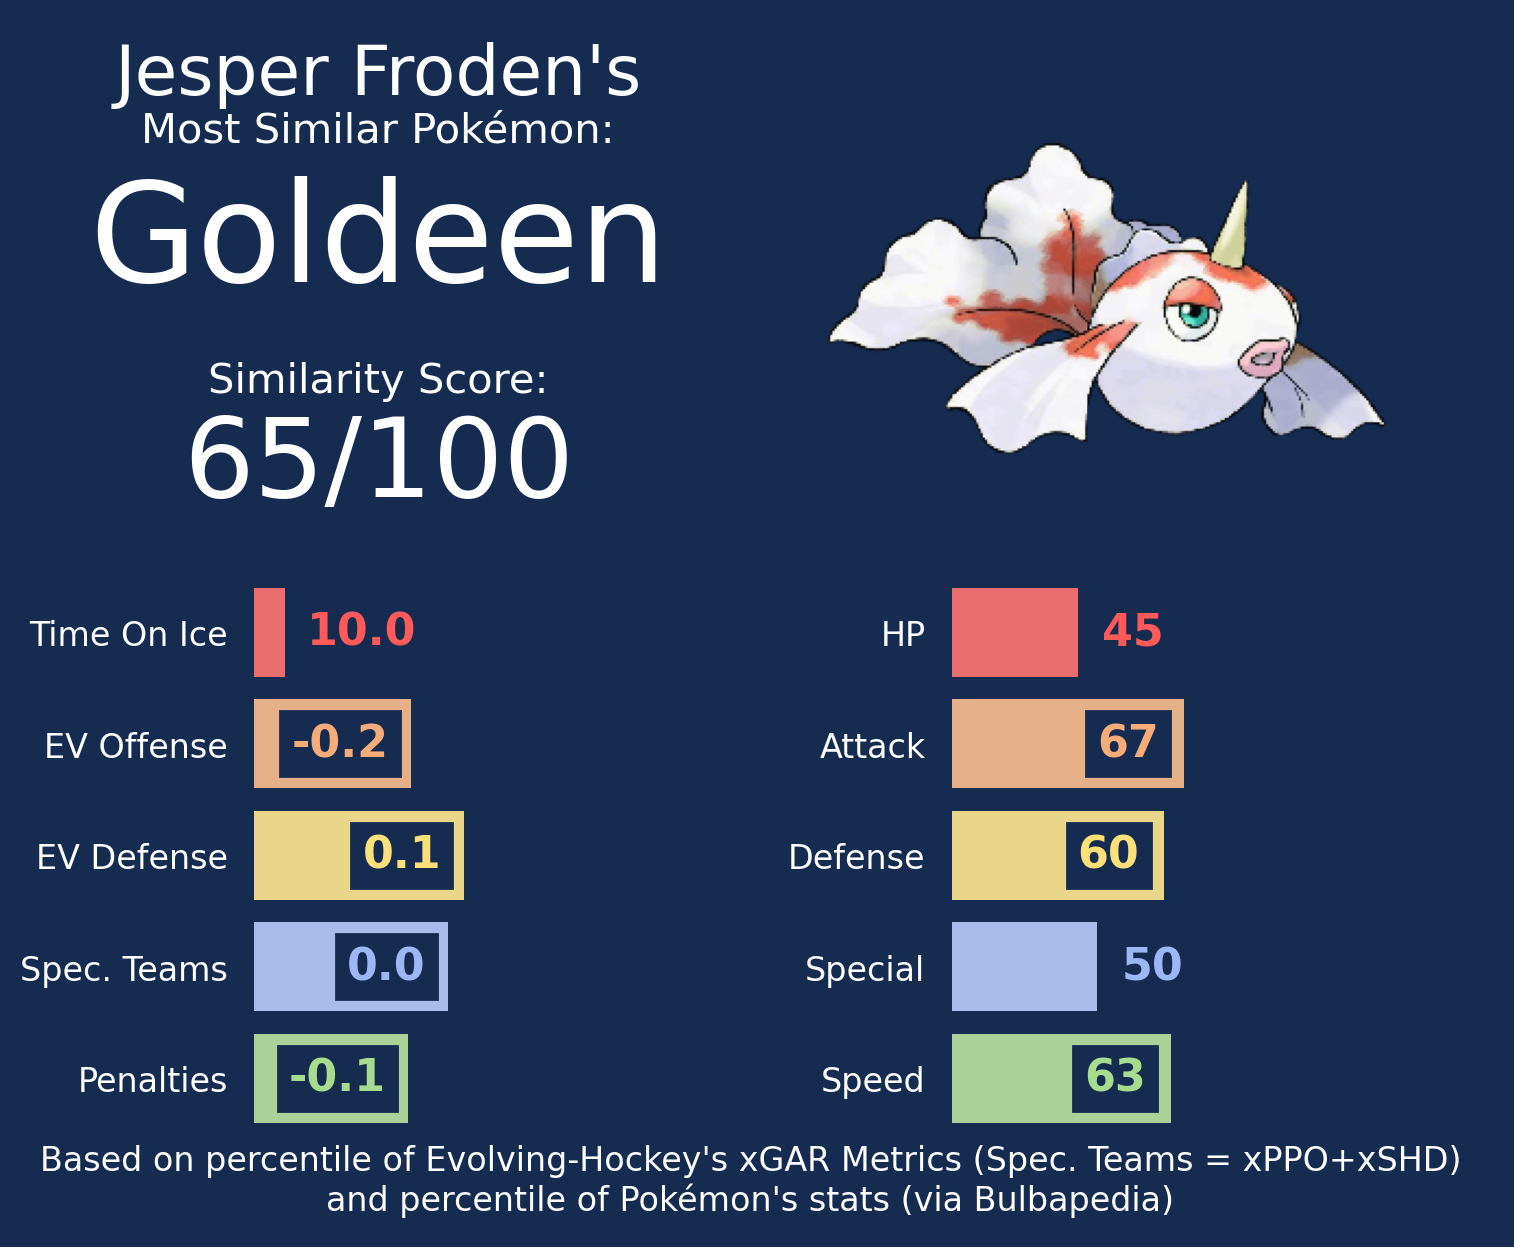 Jesper Froden's
Most Similar Pokémon:
Goldeen
Similarity Score:
65/100
Time On Ice 10.0
EV Offense -0.2
EV Defense 0.1
Spec. Teams 0.0
Penalties -0.1
HP 45
Attack 67
Defense 60
Special 50
Speed 63
Based on percentile of Evolving-Hockey's xGAR Metrics (Spec. Teams = xPPO+xSHD)
and percentile of Pokémon's stats (via Bulbapedia)